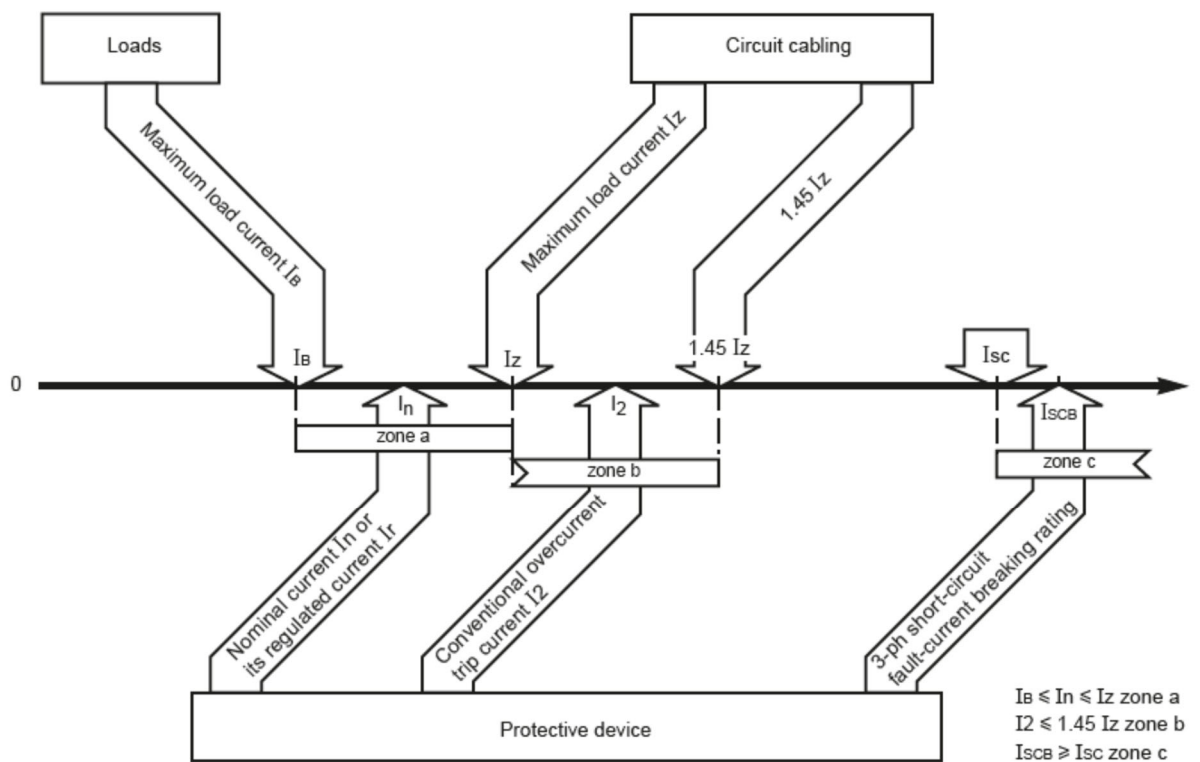 Loads
Circuit cabling
Maximum load current IB
Maximum load current Iz
1.45 Iz
IB
Iz
1.45 Iz
Isc
0
In
I2
ISCB
zone a
zone b
zone c
Nominal current In or
its regulated current Ir
Conventional overcurrent
trip current I2
3-ph short-circuit
fault-current breaking rating
Protective device
IB ⩽ In ⩽ Iz zone a
I2 ⩽ 1.45 Iz zone b
ISCB ⩾ ISC zone c